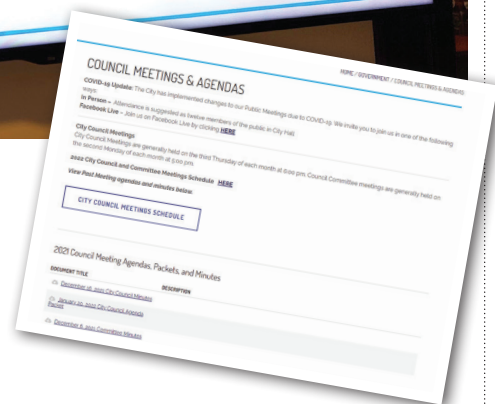 HOME / GOVERNMENT / COUNCIL MEETINGS & AGENDAS
COUNCIL MEETINGS & AGENDAS
COVID-19 Update: The City has implemented changes to our Public Meetings due to COVID-19. We invite you to join us in one of the following
ways:
In Person – Attendance is suggested as twelve members of the public in City Hall.
Facebook Live – Join us on Facebook Live by clicking HERE
City Council Meetings
City Council Meetings are generally held on the third Thursday of each month at 5:00 pm. Council Committee meetings are generally held on
the second Monday of each month at 5:00 pm.
2022 City Council and Committee Meetings Schedule HERE
View Past Meeting agendas and minutes below.
CITY COUNCIL MEETINGS SCHEDULE
2021 Council Meeting Agendas, Packets, and Minutes
DOCUMENT TITLE DESCRIPTION
December 16, 2021 City Council Minutes
January 20, 2022 City Council Agenda
Packet
December 6, 2021 Committee Minutes